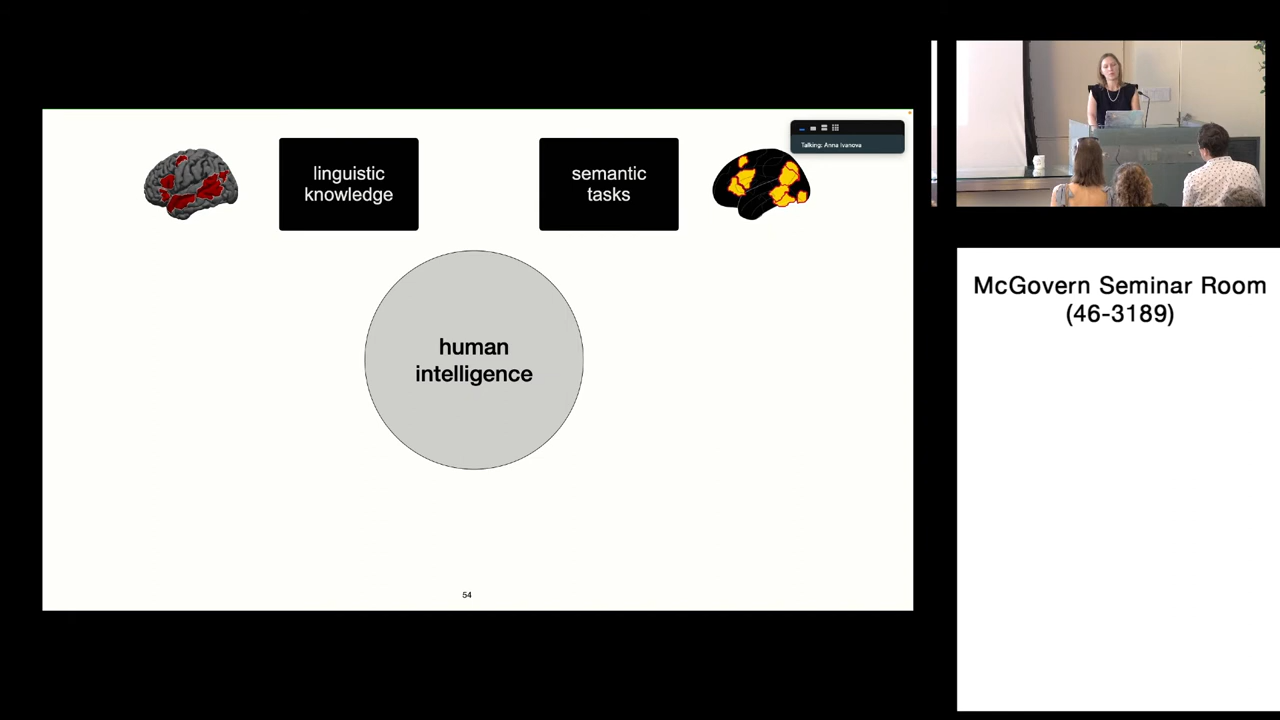 linguistic
knowledge
semantic
tasks
Talking: Anna Ivanova
human
intelligence
54
McGovern Seminar Room
(46-3189)